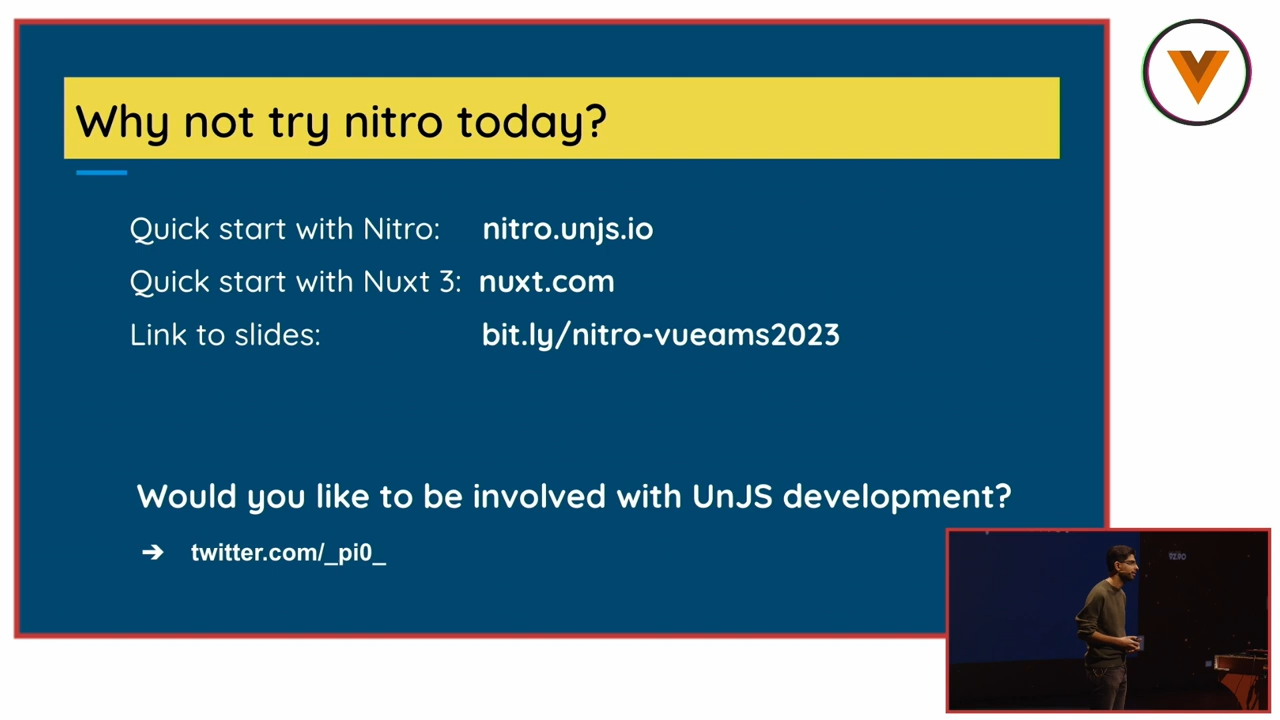 Why not try nitro today?
Quick start with Nitro: nitro.unjs.io
Quick start with Nuxt 3: nuxt.com
Link to slides: bit.ly/nitro-vueams2023
Would you like to be involved with UnJS development?
➔ twitter.com/_pi0_